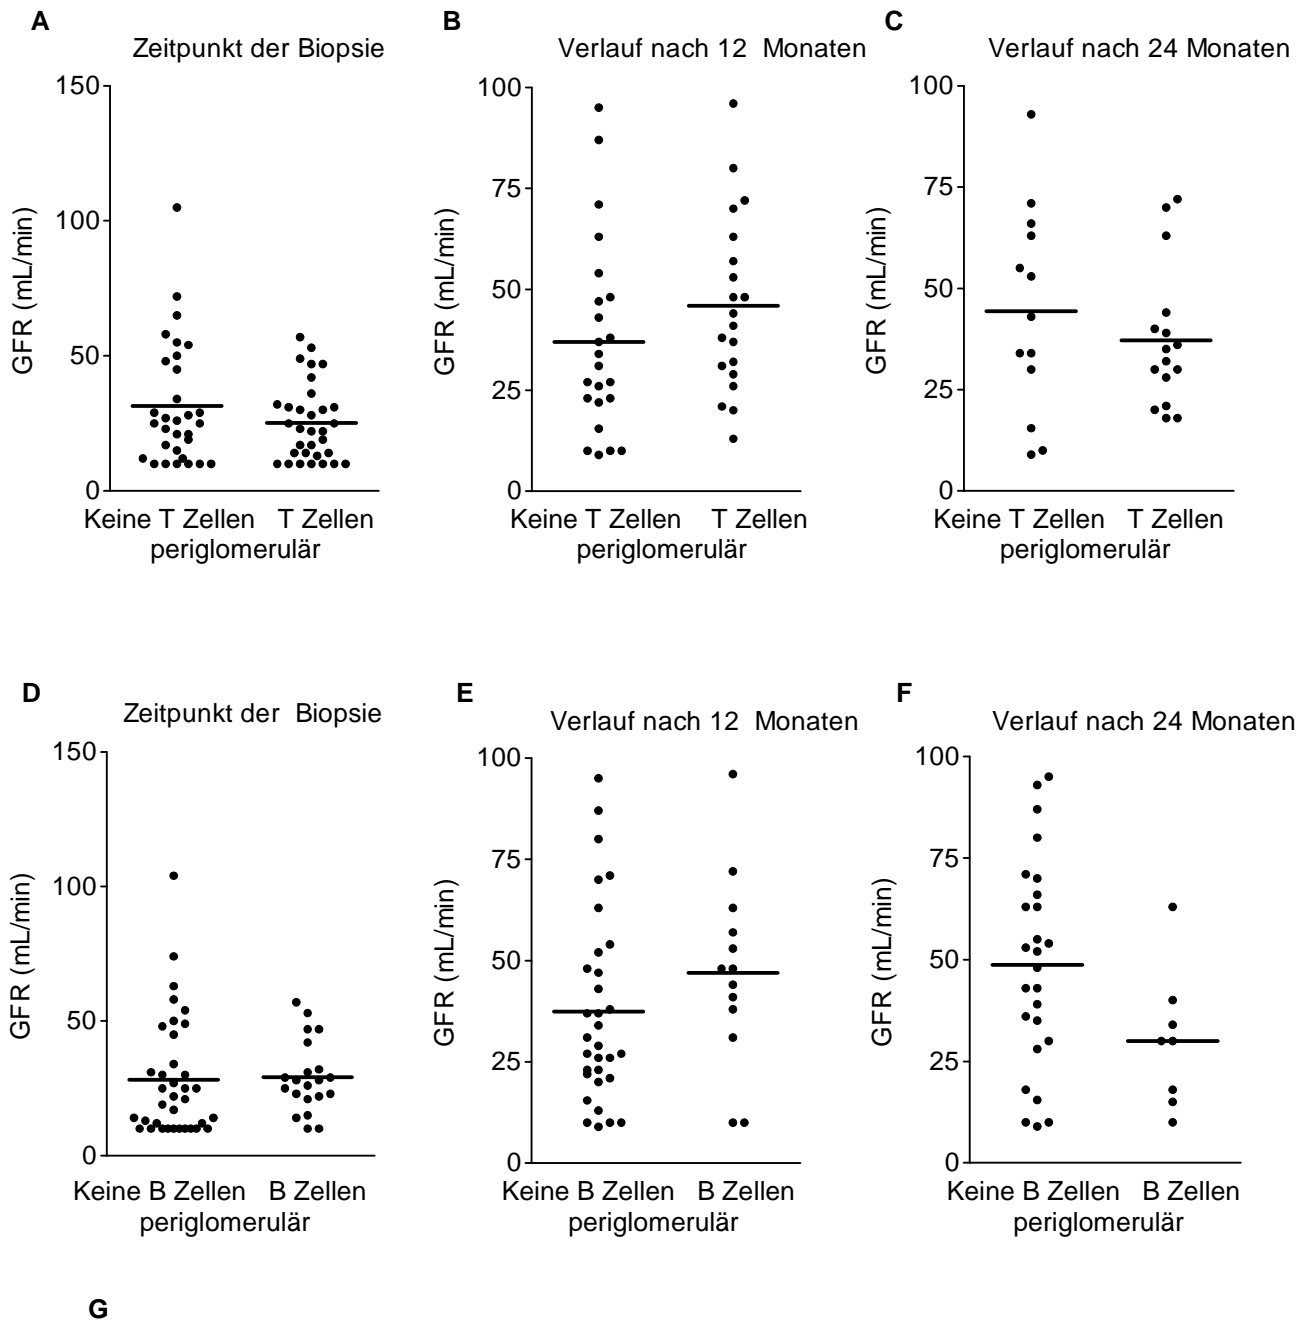 A
Zeitpunkt der Biopsie
150
100
50
0
GFR (mL/min)
Keine T Zellen T Zellen
periglomerulär
B
Verlauf nach 12 Monaten
100
75
50
25
0
GFR (mL/min)
Keine T Zellen T Zellen
periglomerulär
C
Verlauf nach 24 Monaten
100
75
50
25
0
GFR (mL/min)
Keine T Zellen T Zellen
periglomerulär
D
Zeitpunkt der Biopsie
150
100
50
0
GFR (mL/min)
Keine B Zellen B Zellen
periglomerulär
E
Verlauf nach 12 Monaten
100
75
50
25
0
GFR (mL/min)
Keine B Zellen B Zellen
periglomerulär
F
Verlauf nach 24 Monaten
100
75
50
25
0
GFR (mL/min)
Keine B Zellen B Zellen
periglomerulär
G